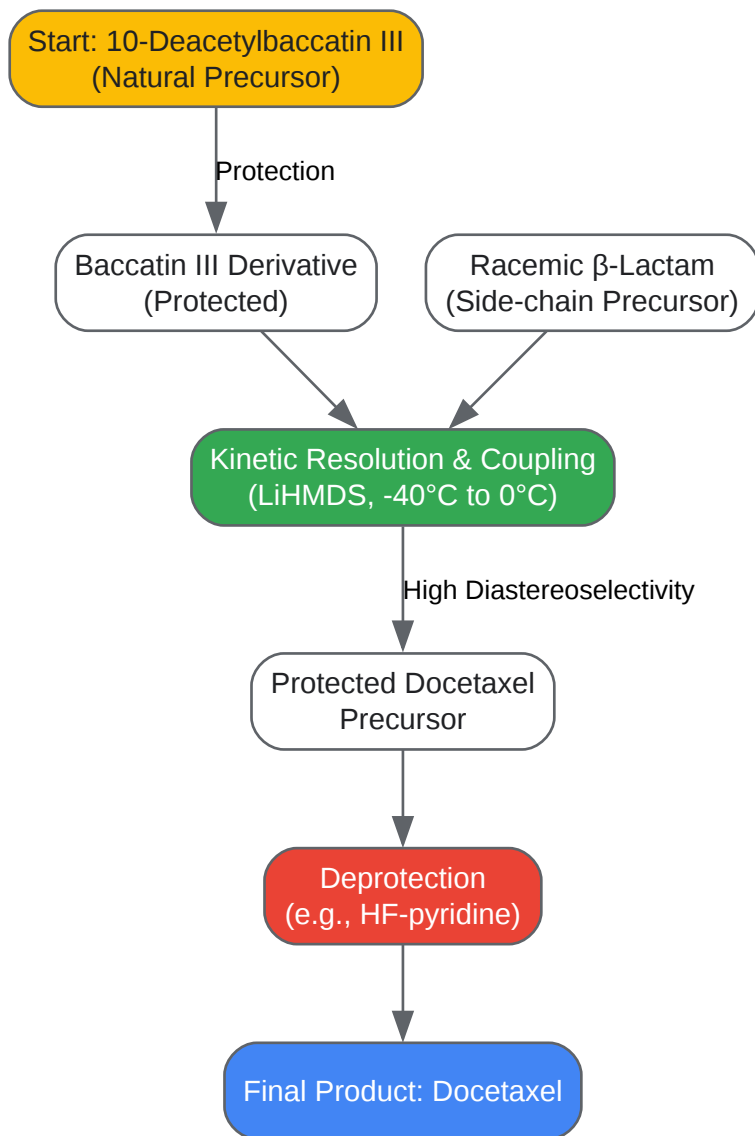 Start: 10-Deacetylbaccatin III
(Natural Precursor)
Protection
Baccatin III Derivative
(Protected)
Racemic β-Lactam
(Side-chain Precursor)
Kinetic Resolution & Coupling
(LiHMDS, -40°C to 0°C)
High Diastereoselectivity
Protected Docetaxel
Precursor
Deprotection
(e.g., HF-pyridine)
Final Product: Docetaxel